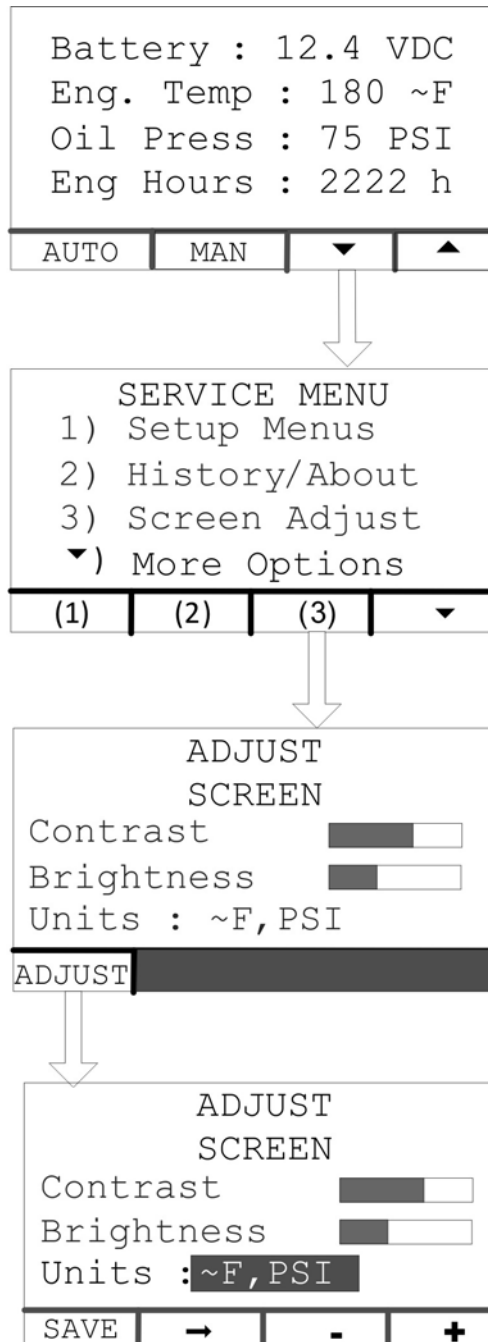 Battery : 12.4 VDC
Eng. Temp : 180 ~F
Oil Press : 75 PSI
Eng Hours : 2222 h
AUTO MAN ▼ ▲
SERVICE MENU
1) Setup Menus
2) History/About
3) Screen Adjust
▼) More Options
(1) (2) (3) ▼
ADJUST
SCREEN
Contrast
Brightness
Units : ~F,PSI
ADJUST
ADJUST
SCREEN
Contrast
Brightness
Units :~F,PSI
SAVE → - +